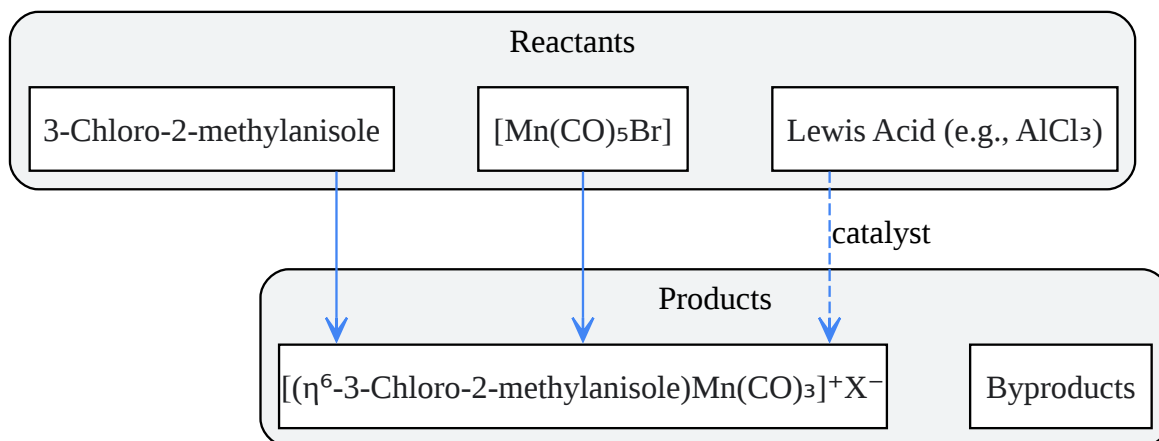 Reactants
3-Chloro-2-methylanisole
[Mn(CO)₅Br]
Lewis Acid (e.g., AlCl₃)
catalyst
Products
[(η⁶-3-Chloro-2-methylanisole)Mn(CO)₃]⁺X⁻
Byproducts